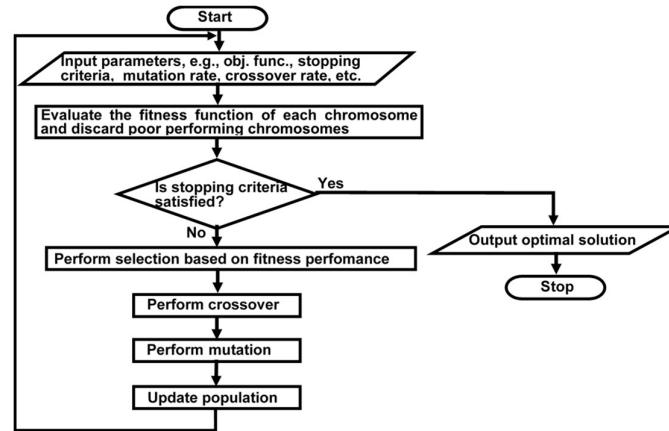 Start
Input parameters, e.g., obj. func., stopping
criteria, mutation rate, crossover rate, etc.
Evaluate the fitness function of each chromosome
and discard poor performing chromosomes
Is stopping criteria
satisfied?
Yes
No
Output optimal solution
Stop
Perform selection based on fitness perfomance
Perform crossover
Perform mutation
Update population